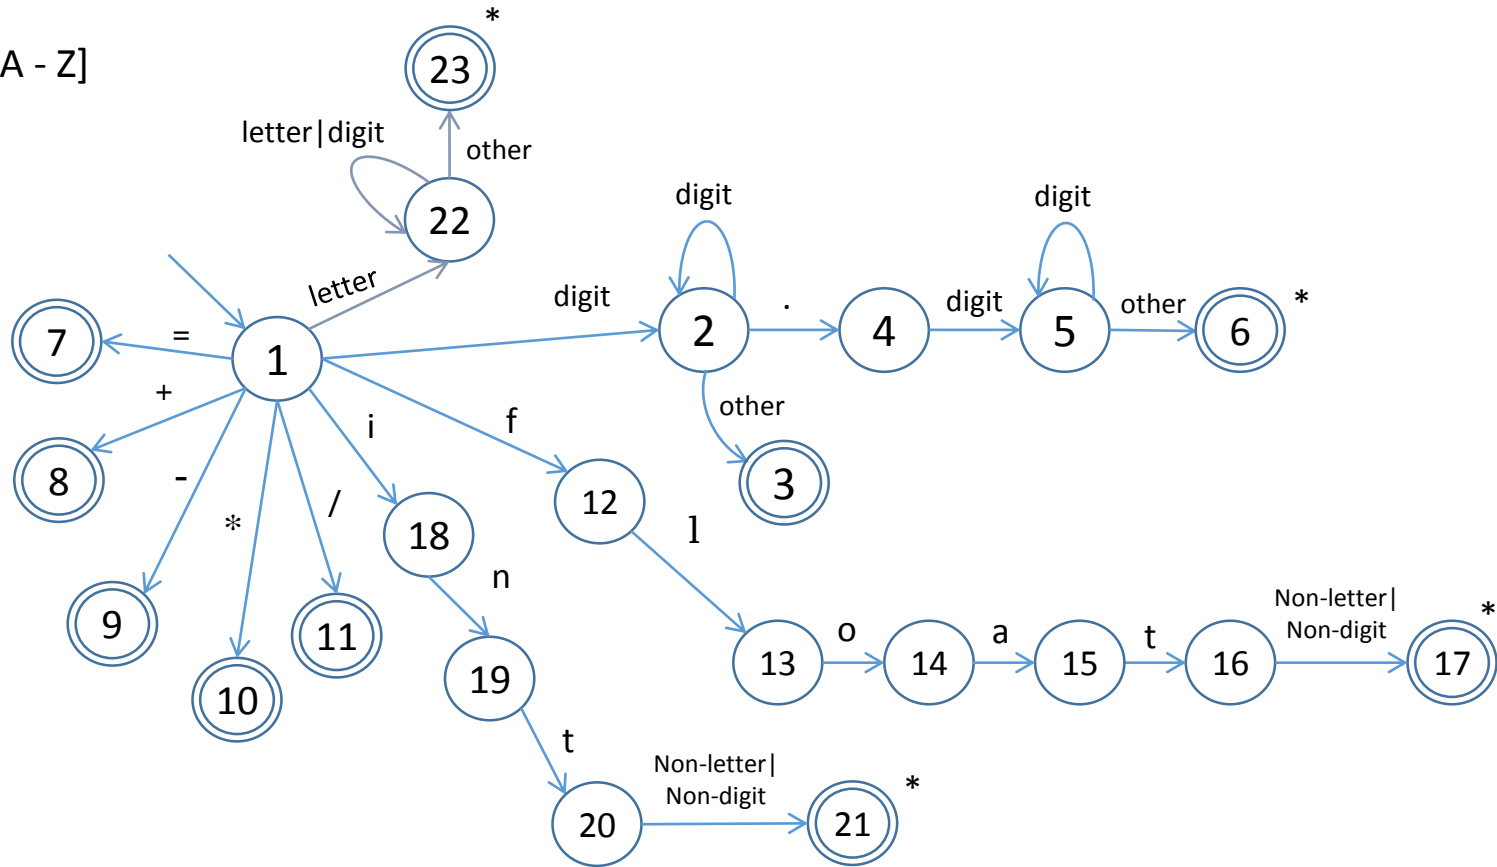 *
23
A - Z]
letter|digit
other
22
digit
digit
letter
digit
.
digit
other
*
=
7
1
2
4
5
6
+
other
i
f
8
-
3
*
/
18
12
l
n
9
11
Non-letter|
Non-digit
*
o
a
t
10
19
13
14
15
16
17
t
Non-letter|
Non-digit
*
20
21